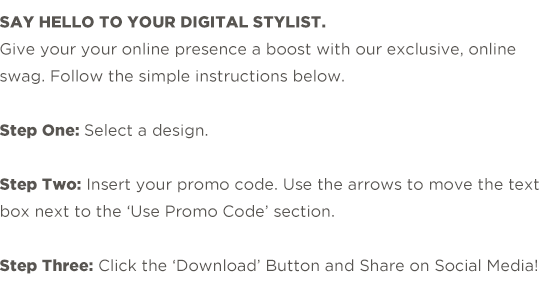 SAY HELLO TO YOUR DIGITAL STYLIST.
Give your your online presence a boost with our exclusive, online
swag. Follow the simple instructions below.
Step One: Select a design.
Step Two: Insert your promo code. Use the arrows to move the text
box next to the ‘Use Promo Code’ section.
Step Three: Click the ‘Download’ Button and Share on Social Media!